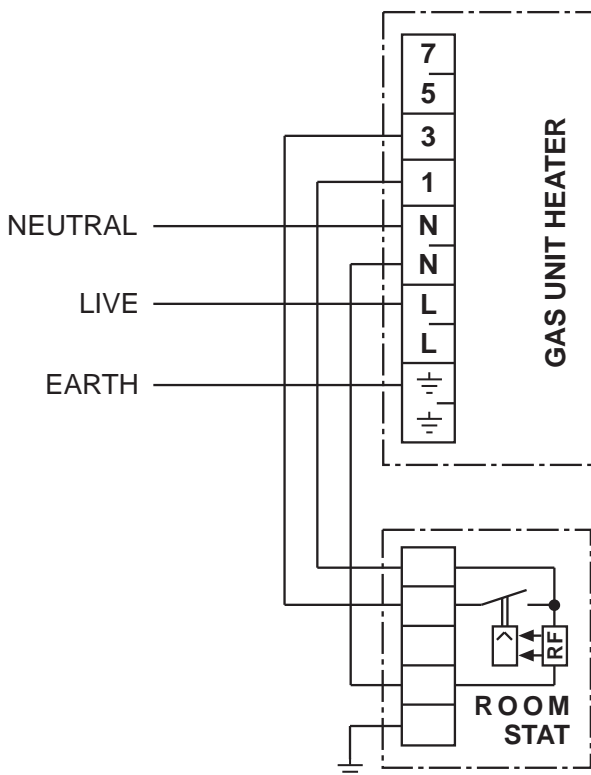 7
5
3
1
NEUTRAL
N
N
LIVE
L
L
EARTH
GAS UNIT HEATER
RF
ROOM
STAT